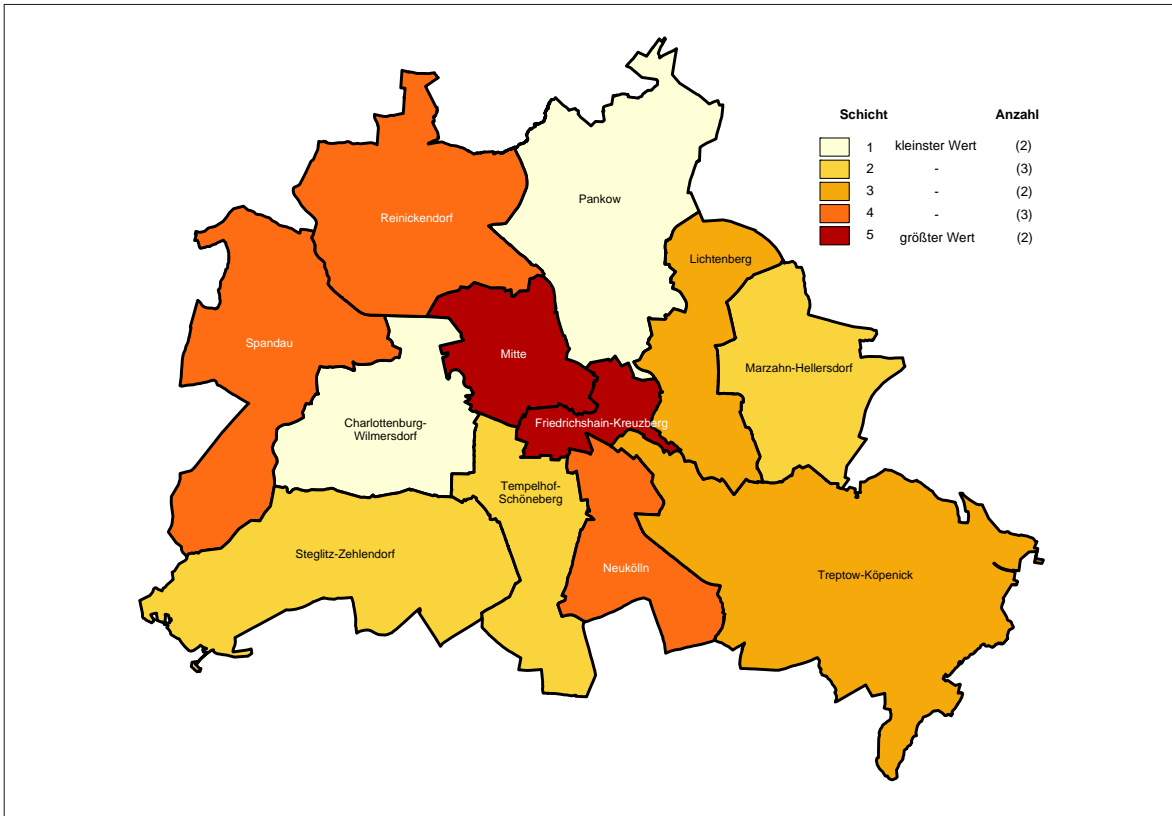 Schicht Anzahl
1 kleinster Wert (2)
2 - (3)
3 - (2)
4 - (3)
5 größter Wert (2)
Pankow
Reinickendorf
Lichtenberg
Spandau
Mitte
Marzahn-Hellersdorf
Charlottenburg-
Wilmersdorf
Friedrichshain-Kreuzberg
Tempelhof-
Schöneberg
Steglitz-Zehlendorf
Neukölln
Treptow-Köpenick